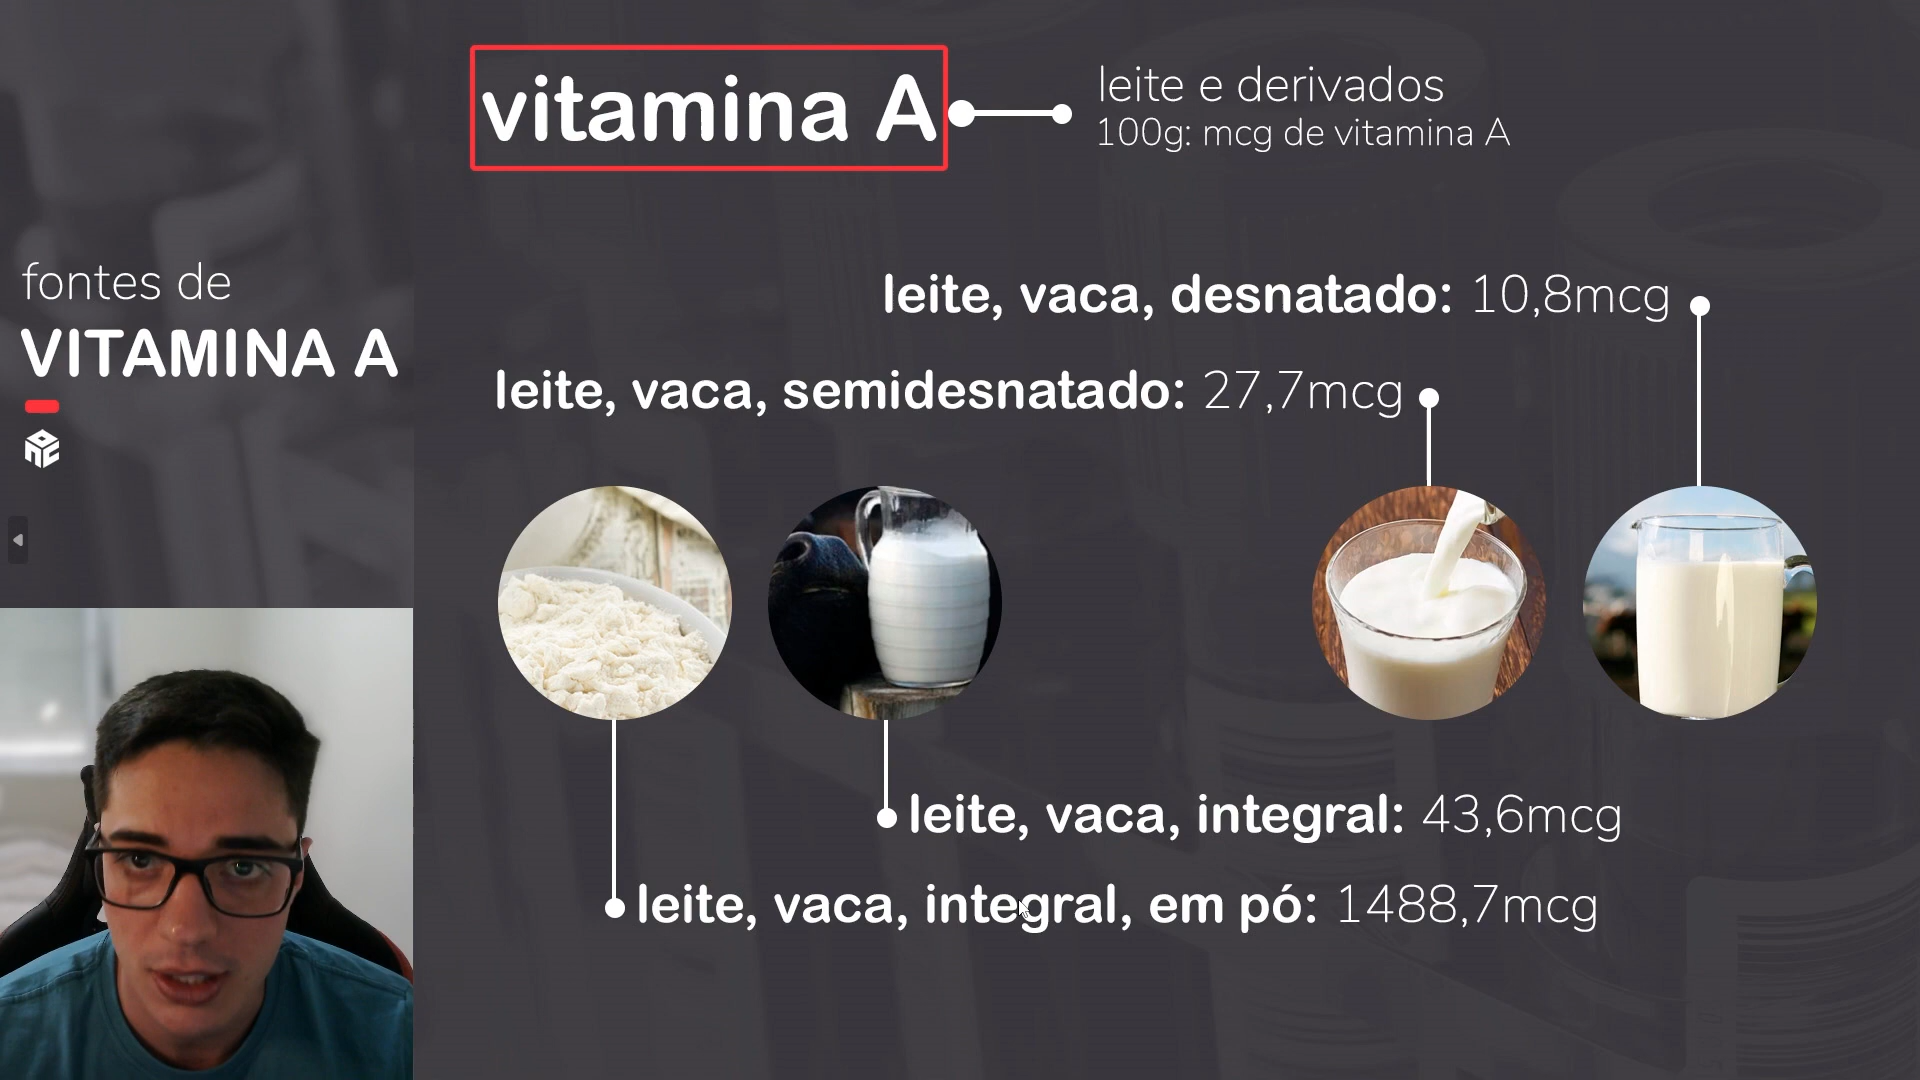 vitamina A
leite e derivados
100g: mcg de vitamina A
fontes de
VITAMINA A
leite, vaca, desnatado: 10,8mcg
leite, vaca, semidesnatado: 27,7mcg
leite, vaca, integral: 43,6mcg
leite, vaca, integral, em pó: 1488,7mcg